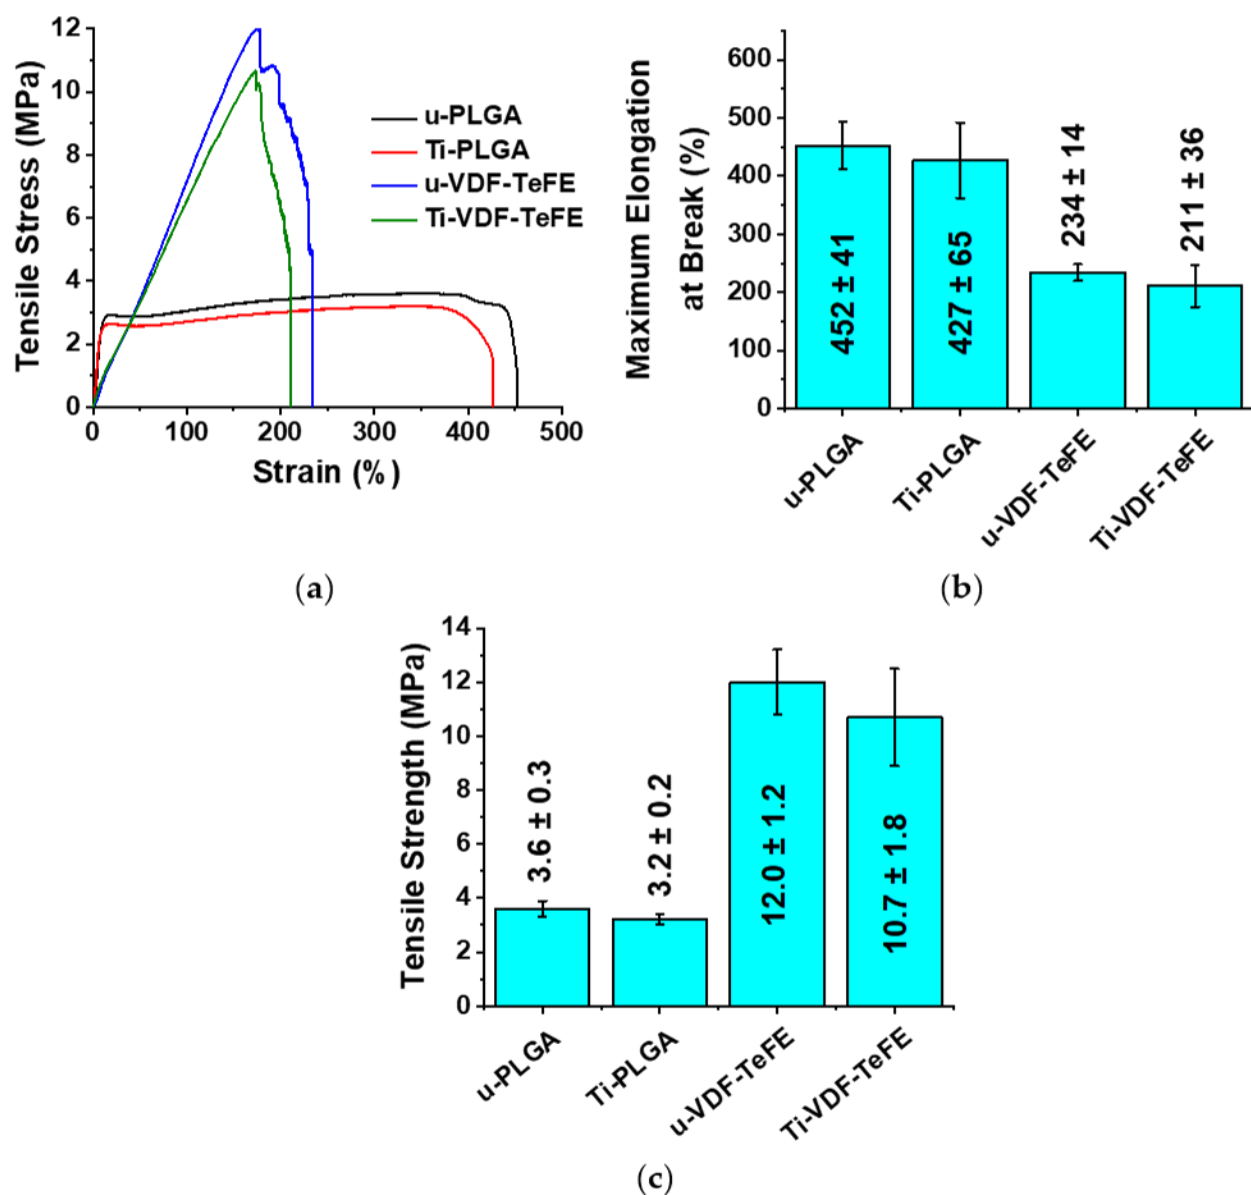 12
10
8
6
4
2
0
Tensile Stress (MPa)
u-PLGA
Ti-PLGA
u-VDF-TeFE
Ti-VDF-TeFE
0 100 200 300 400 500
Strain (%)
(a)
600
500
400
300
200
100
0
Maximum Elongation
at Break (%)
452 ± 41
427 ± 65
234 ± 14
211 ± 36
u-PLGA
Ti-PLGA
u-VDF-TeFE
Ti-VDF-TeFE
(b)
14
12
10
8
6
4
2
0
Tensile Strength (MPa)
3.6 ± 0.3
3.2 ± 0.2
12.0 ± 1.2
10.7 ± 1.8
u-PLGA
Ti-PLGA
u-VDF-TeFE
Ti-VDF-TeFE
(c)